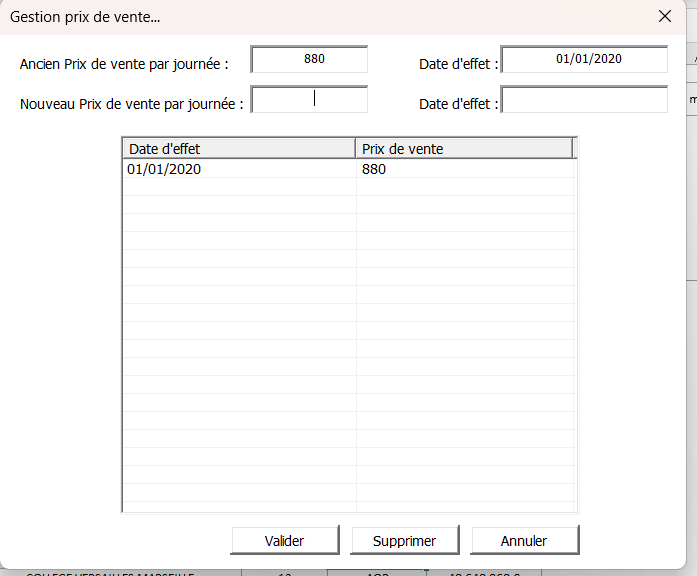 Gestion prix de vente...
Ancien Prix de vente par journée : 880 Date d'effet : 01/01/2020
Nouveau Prix de vente par journée : Date d'effet :
Date d'effet Prix de vente
01/01/2020 880
Valider Supprimer Annuler